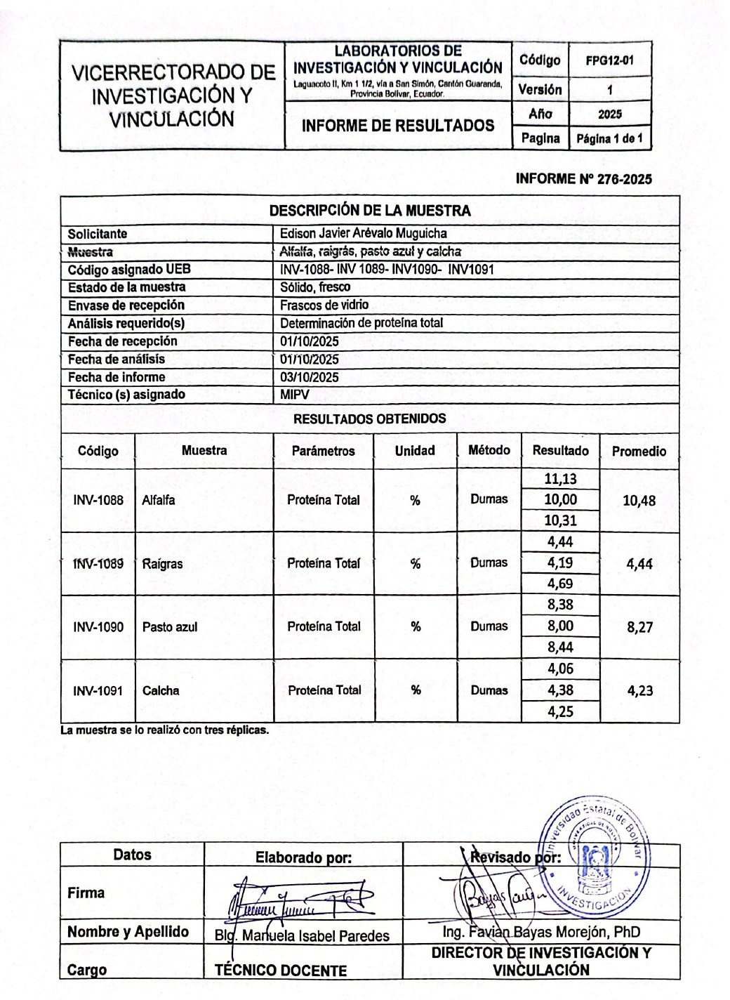 VICERRECTORADO DE
INVESTIGACIÓN Y
VINCULACIÓN
LABORATORIOS DE
INVESTIGACIÓN Y VINCULACIÓN
Laguacoto II, Km 1 1/2, vía a San Simón, Cantón Guaranda,
Provincia Bolívar, Ecuador.
INFORME DE RESULTADOS
Código FPG12-01
Versión 1
Año 2025
Pagina Página 1 de 1
INFORME Nº 276-2025
DESCRIPCIÓN DE LA MUESTRA
Solicitante Edison Javier Arévalo Muguicha
Muestra Alfalfa, raigrás, pasto azul y calcha
Código asignado UEB INV-1088- INV 1089- INV1090- INV1091
Estado de la muestra Sólido, fresco
Envase de recepción Frascos de vidrio
Análisis requerido(s) Determinación de proteína total
Fecha de recepción 01/10/2025
Fecha de análisis 01/10/2025
Fecha de informe 03/10/2025
Técnico (s) asignado MIPV
RESULTADOS OBTENIDOS
Código Muestra Parámetros Unidad Método Resultado Promedio
INV-1088 Alfalfa Proteína Total % Dumas 11,13 10,48
10,00
10,31
INV-1089 Raígras Proteína Total % Dumas 4,44 4,44
4,19
4,69
INV-1090 Pasto azul Proteína Total % Dumas 8,38 8,27
8,00
8,44
INV-1091 Calcha Proteína Total % Dumas 4,06 4,23
4,38
4,25
La muestra se lo realizó con tres réplicas.
Universidad Estatal de Bolívar
UNIVERSIDAD DE BOLIVAR
INVESTIGACIÓN
Datos Elaborado por: Revisado por:
Firma
Nombre y Apellido Blg. Manuela Isabel Paredes Ing. Favian Bayas Morejón, PhD
Cargo TÉCNICO DOCENTE DIRECTOR DE INVESTIGACIÓN Y
VINCULACIÓN